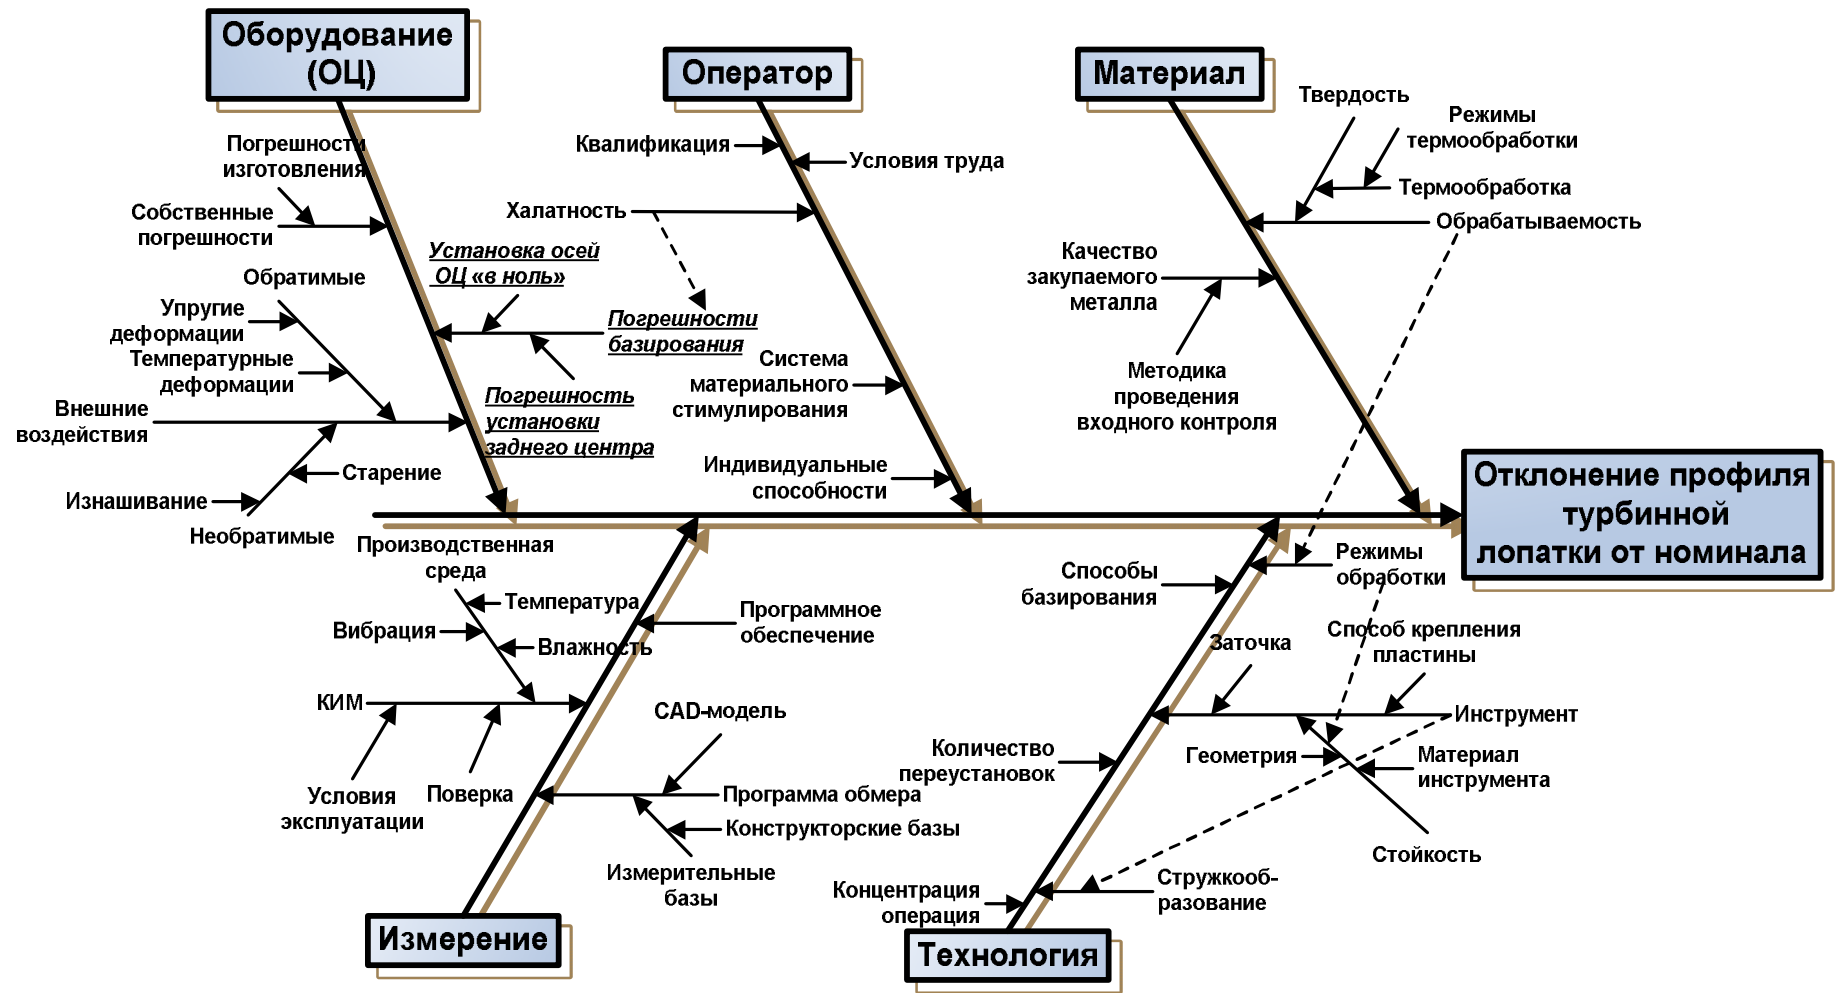 Оборудование
(ОЦ)
Оператор
Материал
Погрешности
изготовления
Собственные
погрешности
Обратимые
Упругие
деформации
Температурные
деформации
Внешние
воздействия
Старение
Изнашивание
Необратимые
Установка осей
ОЦ «в ноль»
Погрешности
базирования
Погрешность
установки
заднего центра
Квалификация
Условия труда
Халатность
Система
материального
стимулирования
Индивидуальные
способности
Твердость
Режимы
термообработки
Термообработка
Обрабатываемость
Качество
закупаемого
металла
Методика
проведения
входного контроля
Отклонение профиля
турбинной
лопатки от номинала
Производственная
среда
Температура
Вибрация
Влажность
КИМ
Условия
эксплуатации
Поверка
Программное
обеспечение
CAD-модель
Программа обмера
Конструкторские базы
Измерительные
базы
Измерение
Режимы
обработки
Способы
базирования
Заточка
Способ крепления
пластины
Инструмент
Геометрия
Материал
инструмента
Стойкость
Количество
переустановок
Стружкооб-
разование
Концентрация
операция
Технология